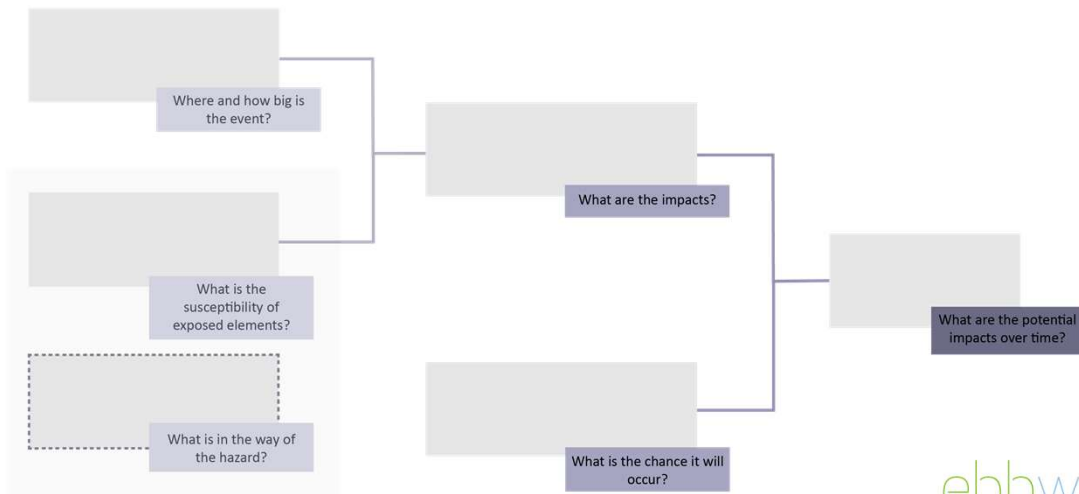 Where and how big is
the event?
What are the impacts?
What is the
susceptibility of
exposed elements?
What are the potential
impacts over time?
What is in the way of
the hazard?
What is the chance it will
occur?